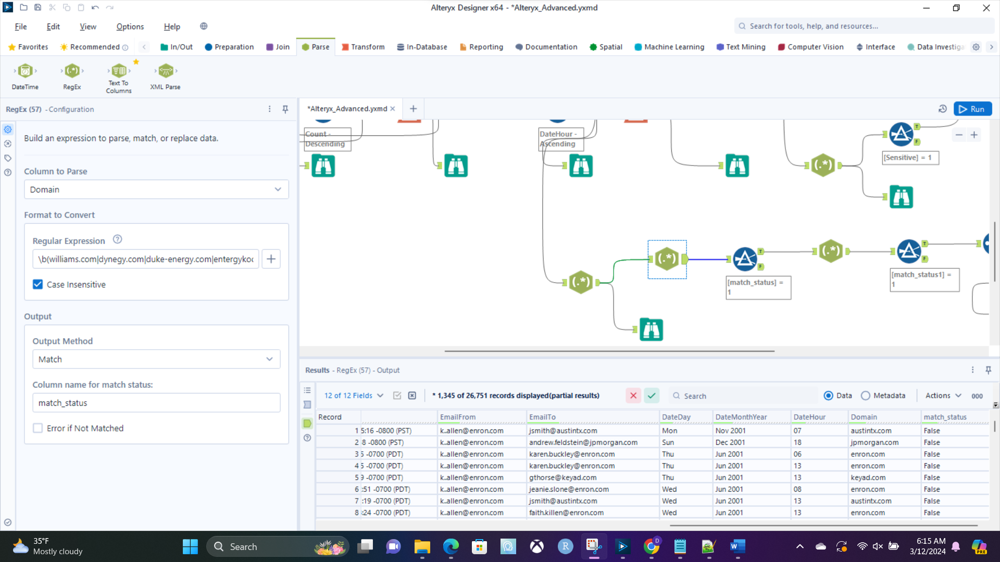 Alteryx Designer x64 - *Alteryx_Advanced.yxmd
File Edit View Options Help
Search for tools, help, and resources...
Favorites Recommended In/Out Preparation Join Parse Transform In-Database Reporting Documentation Spatial Machine Learning Text Mining Computer Vision Interface Data Investiga
DateTime
RegEx
Text To
Columns
XML Parse
RegEx (57) - Configuration
*Alteryx_Advanced.yxmd
Run
Build an expression to parse, match, or replace data.
Column to Parse
Domain
Format to Convert
Regular Expression
\b(williams.com|dynegy.com|duke-energy.com|entergykoc
Case Insensitive
Output
Output Method
Match
Column name for match status:
match_status
Error if Not Matched
Count -
Descending
DateHour -
Ascending
(.*)
T
F
[Sensitive] = 1
(.*)
(.*)
T
F
[match_status] =
1
(.*)
T
F
[match_status1] =
1
Results - RegEx (57) - Output
12 of 12 Fields
* 1,345 of 26,751 records displayed(partial results)
Search
Data
Metadata
Actions
000
Record EmailFrom EmailTo DateDay DateMonthYear DateHour Domain match_status
1 5:16 -0800 (PST) k..allen@enron.com jsmith@austintx.com Mon Nov 2001 07 austintx.com False
2 8 -0800 (PST) k..allen@enron.com andrew.feldstein@jpmorgan.com Sun Dec 2001 18 jpmorgan.com False
3 5 -0700 (PDT) k..allen@enron.com karen.buckley@enron.com Thu Jun 2001 06 enron.com False
4 5 -0700 (PDT) k..allen@enron.com karen.buckley@enron.com Thu Jun 2001 13 enron.com False
5 9 -0700 (PDT) k..allen@enron.com gthorse@keyad.com Thu Jun 2001 13 keyad.com False
6 :51 -0700 (PDT) k..allen@enron.com jeanie.slone@enron.com Wed Jun 2001 08 enron.com False
7 :19 -0700 (PDT) k..allen@enron.com jsmith@austintx.com Wed Jun 2001 13 austintx.com False
8 :24 -0700 (PDT) k..allen@enron.com faith.killen@enron.com Wed Jun 2001 13 enron.com False
35°F
Mostly cloudy
Search
R
D
W
6:15 AM
3/12/2024
PRE